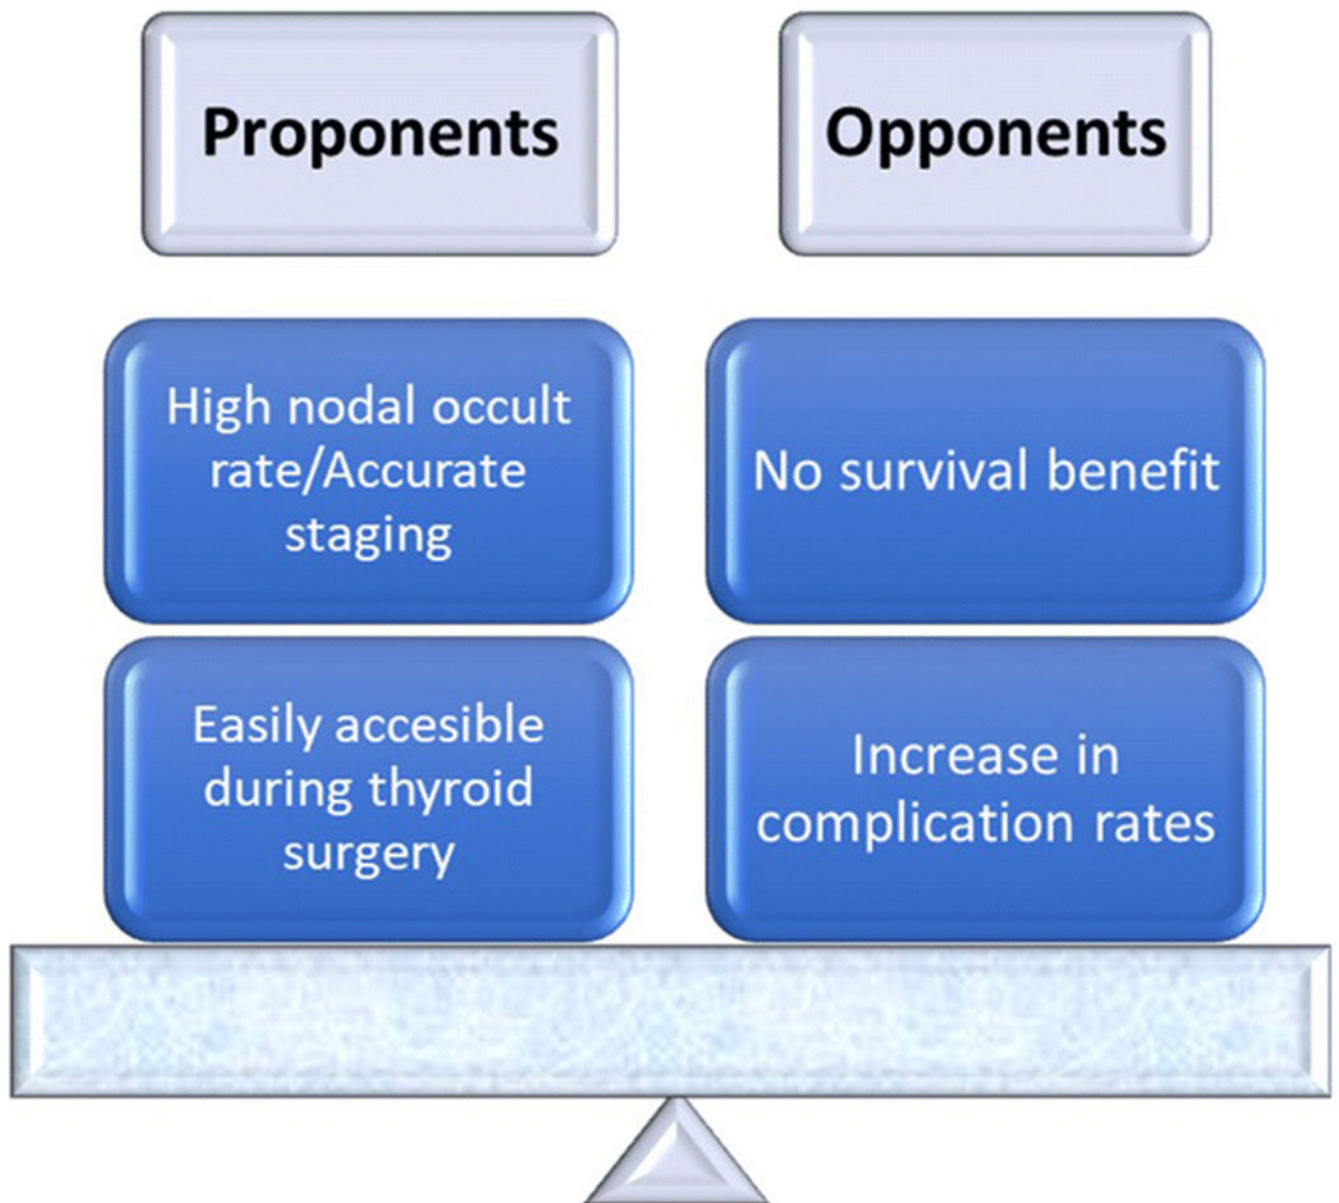 Proponents
Opponents
High nodal occult
rate/Accurate
staging
No survival benefit
Easily accesible
during thyroid
surgery
Increase in
complication rates